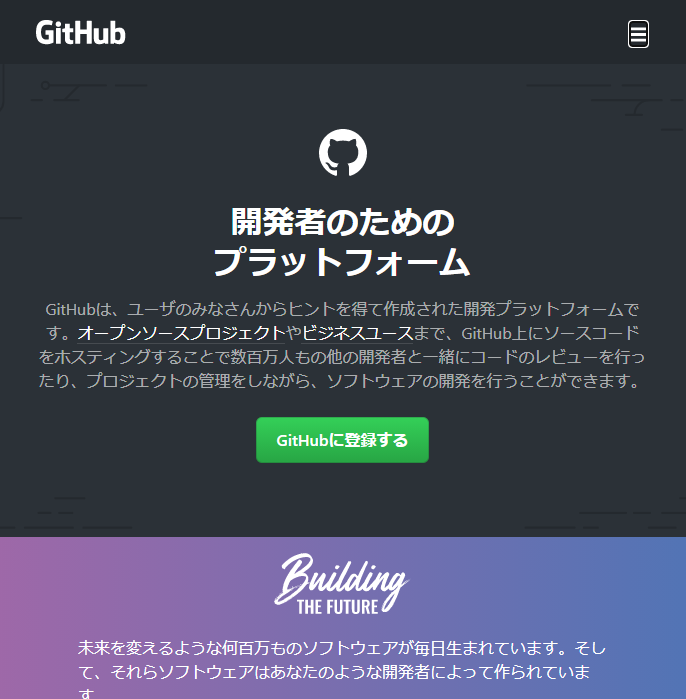 GitHub
開発者のための
プラットフォーム
GitHubは、ユーザのみなさんからヒントを得て作成された開発プラットフォームで
す。オープンソースプロジェクトやビジネスユースまで、GitHub上にソースコード
をホスティングすることで数百万人もの他の開発者と一緒にコードのレビューを行っ
たり、プロジェクトの管理をしながら、ソフトウェアの開発を行うことができます。
GitHubに登録する
Building
THE FUTURE
未来を変えるような何百万ものソフトウェアが毎日生まれています。そし
て、それらソフトウェアはあなたのような開発者によって作られていま
す